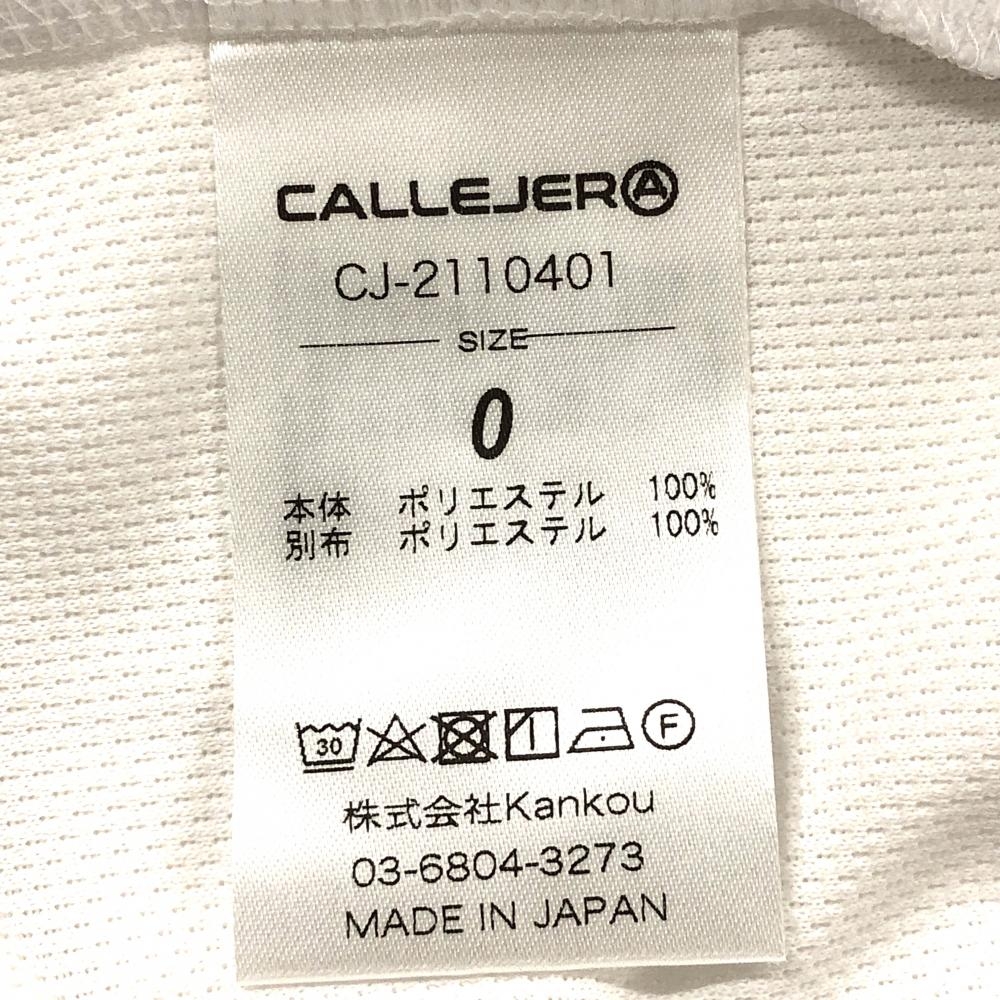 CALLEJERA
CJ-2110401
SIZE
0
本体 ポリエステル 100%
別布 ポリエステル 100%
30 F
株式会社Kankou
03-6804-3273
MADE IN JAPAN